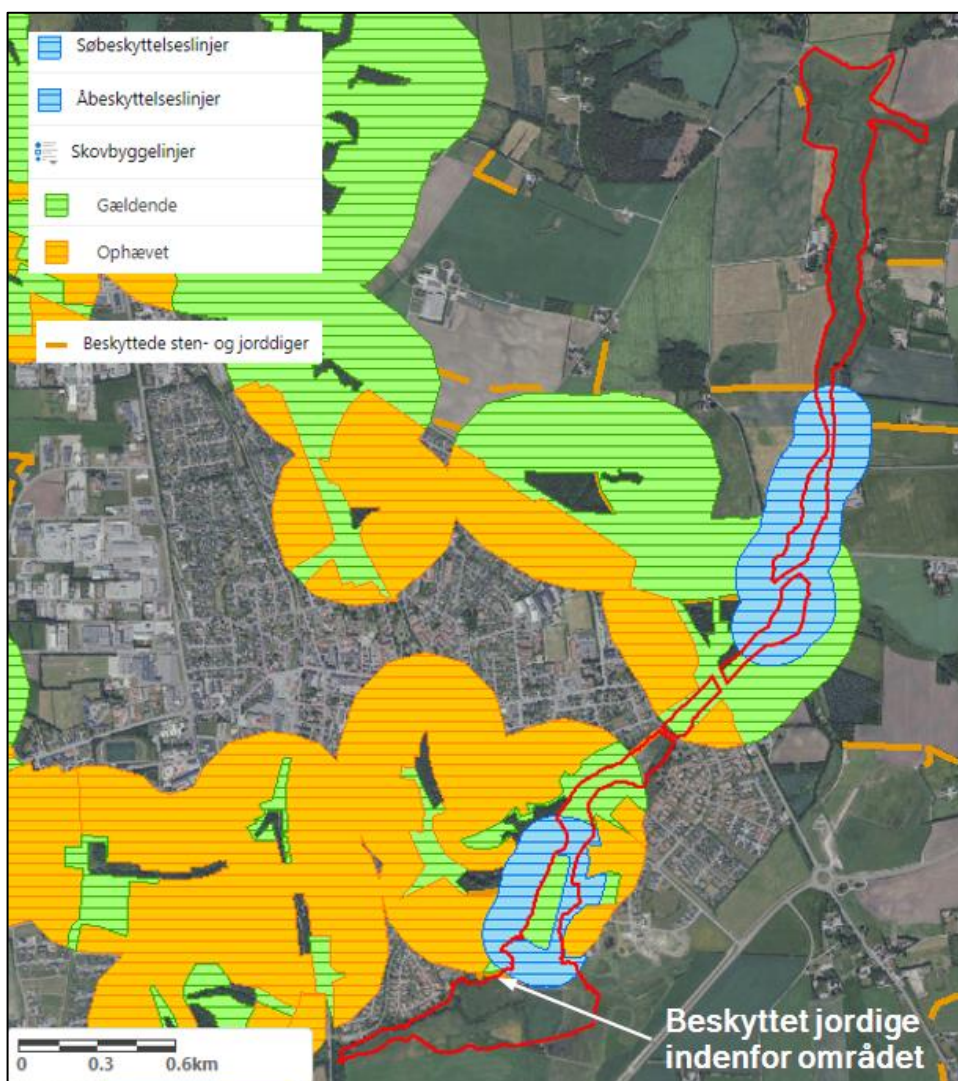 Søbeskyttelseslinjer
Åbeskyttelseslinjer
Skovbyggelinjer
Gældende
Ophævet
Beskyttede sten- og jorddiger
Beskyttet jordige
indenfor området
0 0.3 0.6km